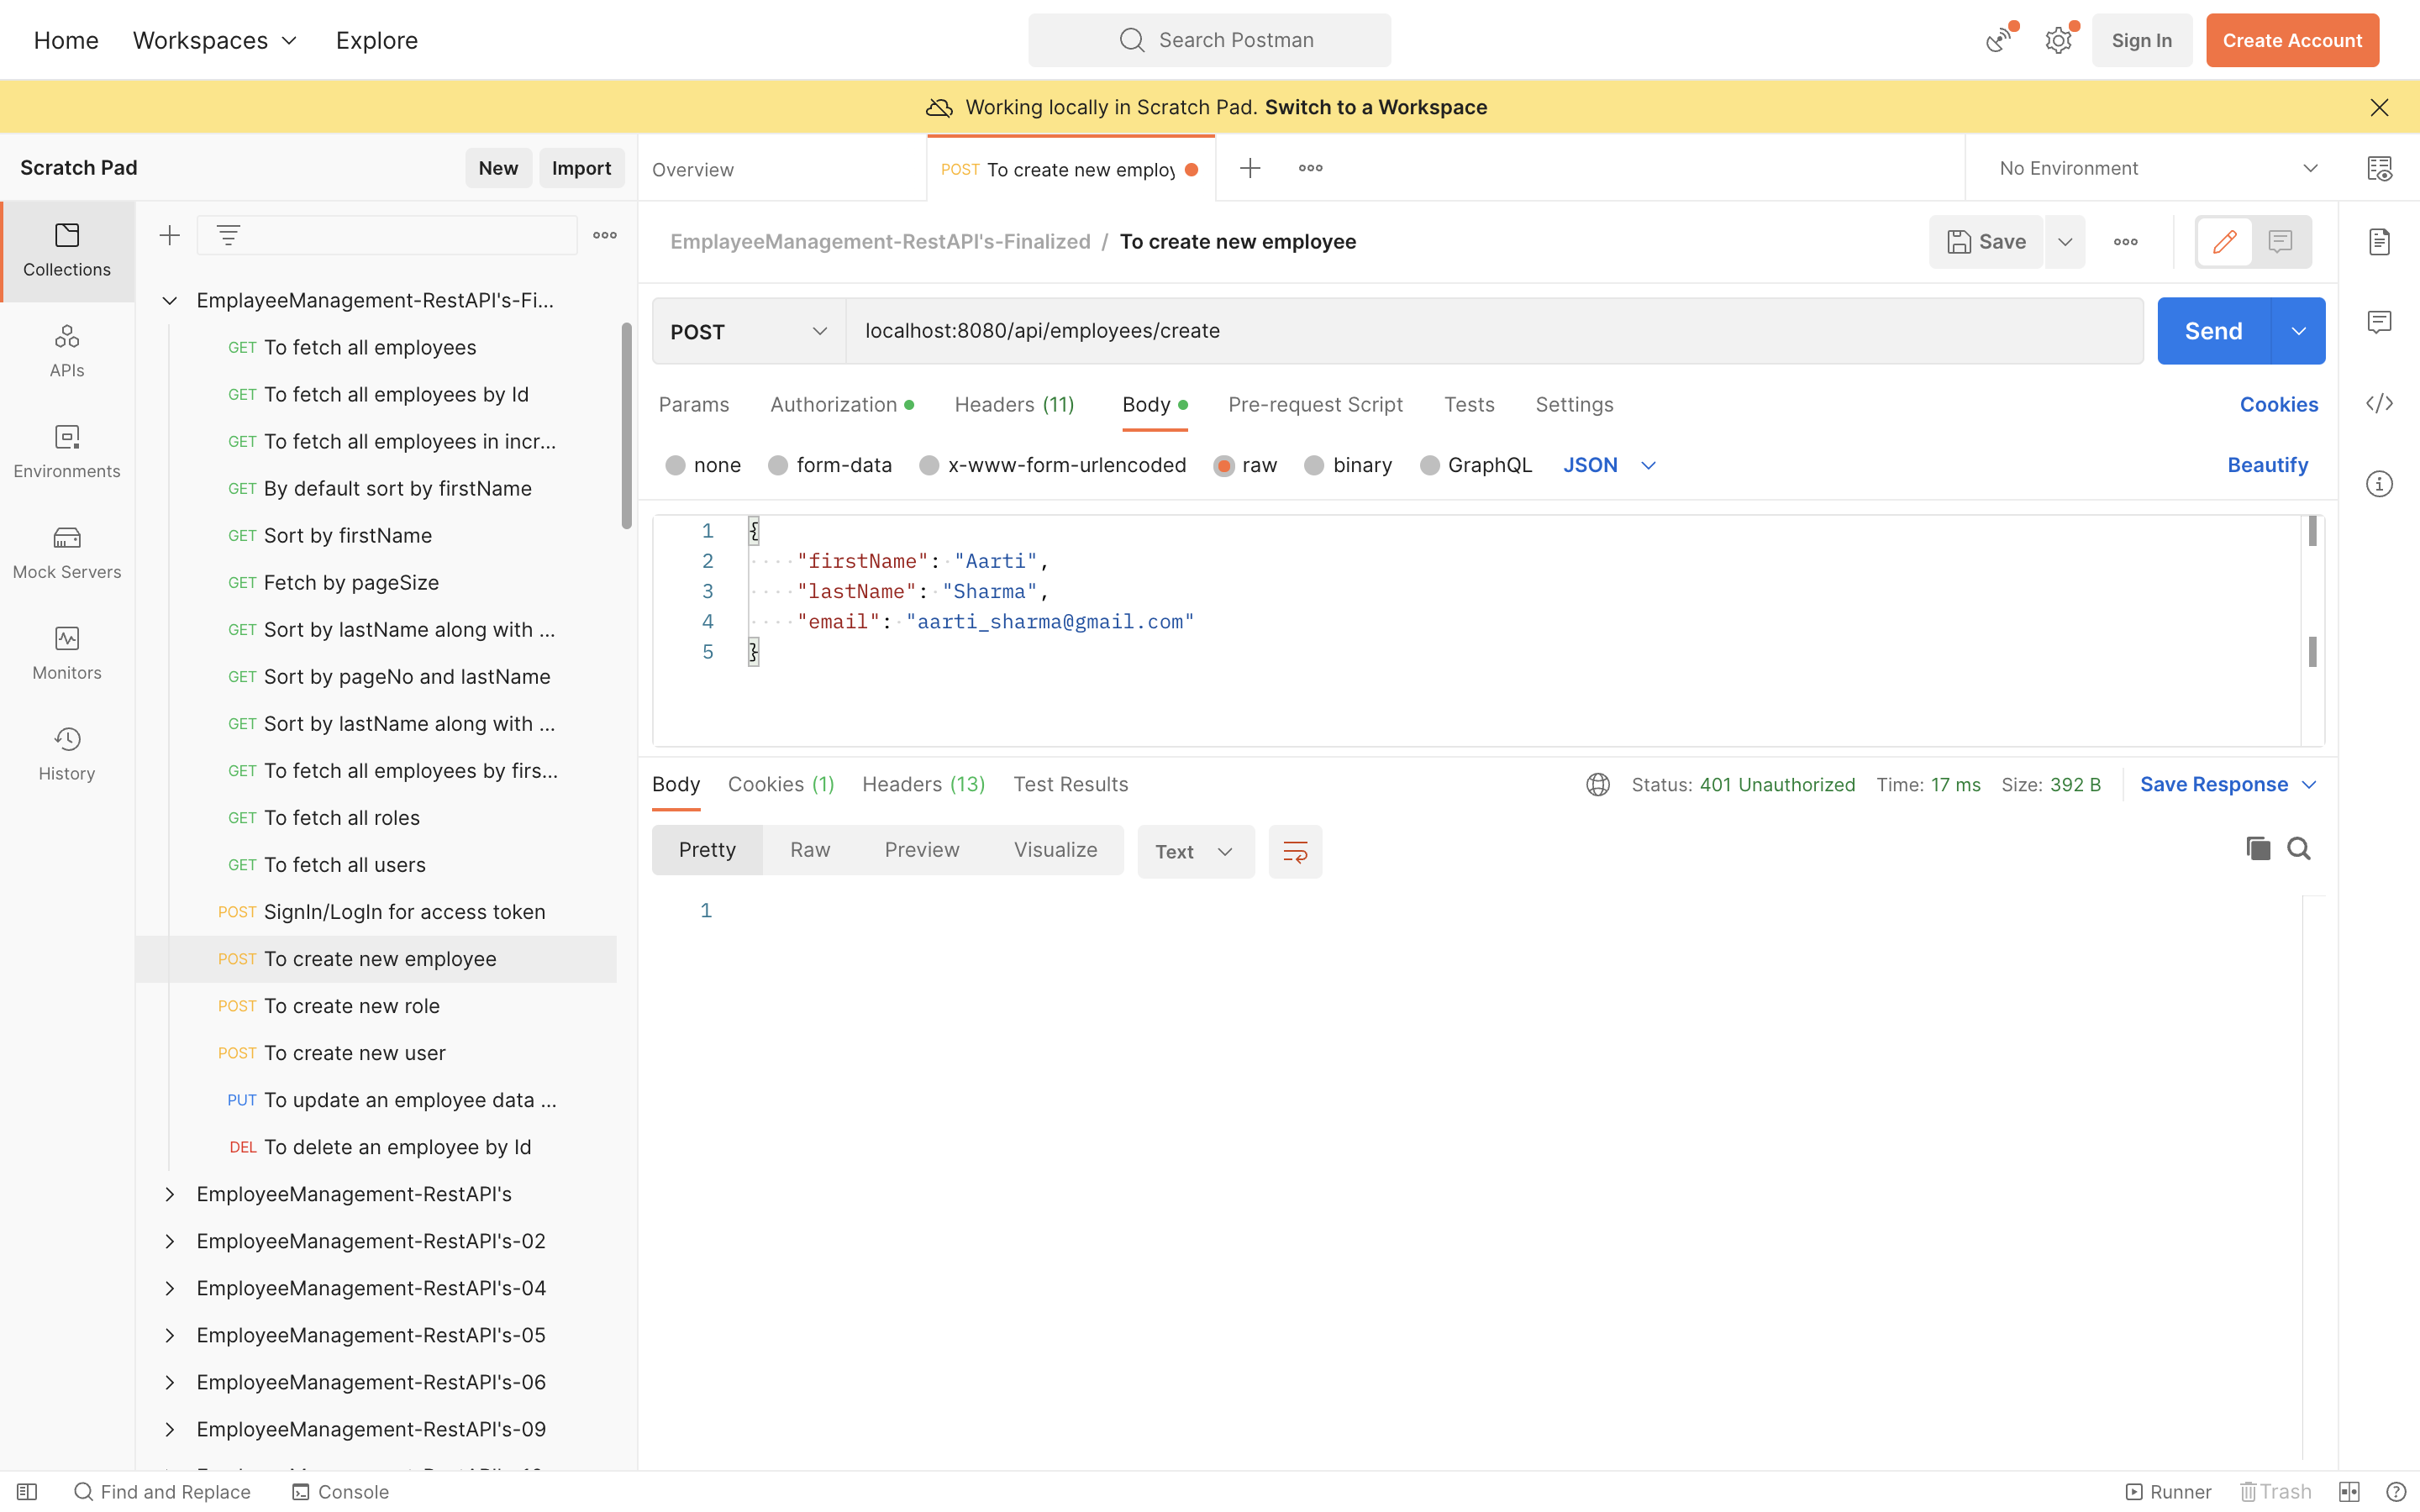 Home Workspaces Explore Search Postman Sign In Create Account
Working locally in Scratch Pad. Switch to a Workspace
Scratch Pad New Import
Collections
APIs
Environments
Mock Servers
Monitors
History
EmplayeeManagement-RestAPI's-Fi...
GET To fetch all employees
GET To fetch all employees by Id
GET To fetch all employees in incr...
GET By default sort by firstName
GET Sort by firstName
GET Fetch by pageSize
GET Sort by lastName along with ...
GET Sort by pageNo and lastName
GET Sort by lastName along with ...
GET To fetch all employees by firs...
GET To fetch all roles
GET To fetch all users
POST SignIn/LogIn for access token
POST To create new employee
POST To create new role
POST To create new user
PUT To update an employee data ...
DEL To delete an employee by Id
EmployeeManagement-RestAPI's
EmployeeManagement-RestAPI's-02
EmployeeManagement-RestAPI's-04
EmployeeManagement-RestAPI's-05
EmployeeManagement-RestAPI's-06
EmployeeManagement-RestAPI's-09
Overview POST To create new employ No Environment
EmplayeeManagement-RestAPI's-Finalized / To create new employee Save
POST localhost:8080/api/employees/create Send
Params Authorization Headers (11) Body Pre-request Script Tests Settings Cookies
none form-data x-www-form-urlencoded raw binary GraphQL JSON Beautify
1 {
2 "firstName": "Aarti",
3 "lastName": "Sharma",
4 "email": "aarti_sharma@gmail.com"
5 }
Body Cookies (1) Headers (13) Test Results Status: 401 Unauthorized Time: 17 ms Size: 392 B Save Response
Pretty Raw Preview Visualize Text
1
Find and Replace Console Runner Trash